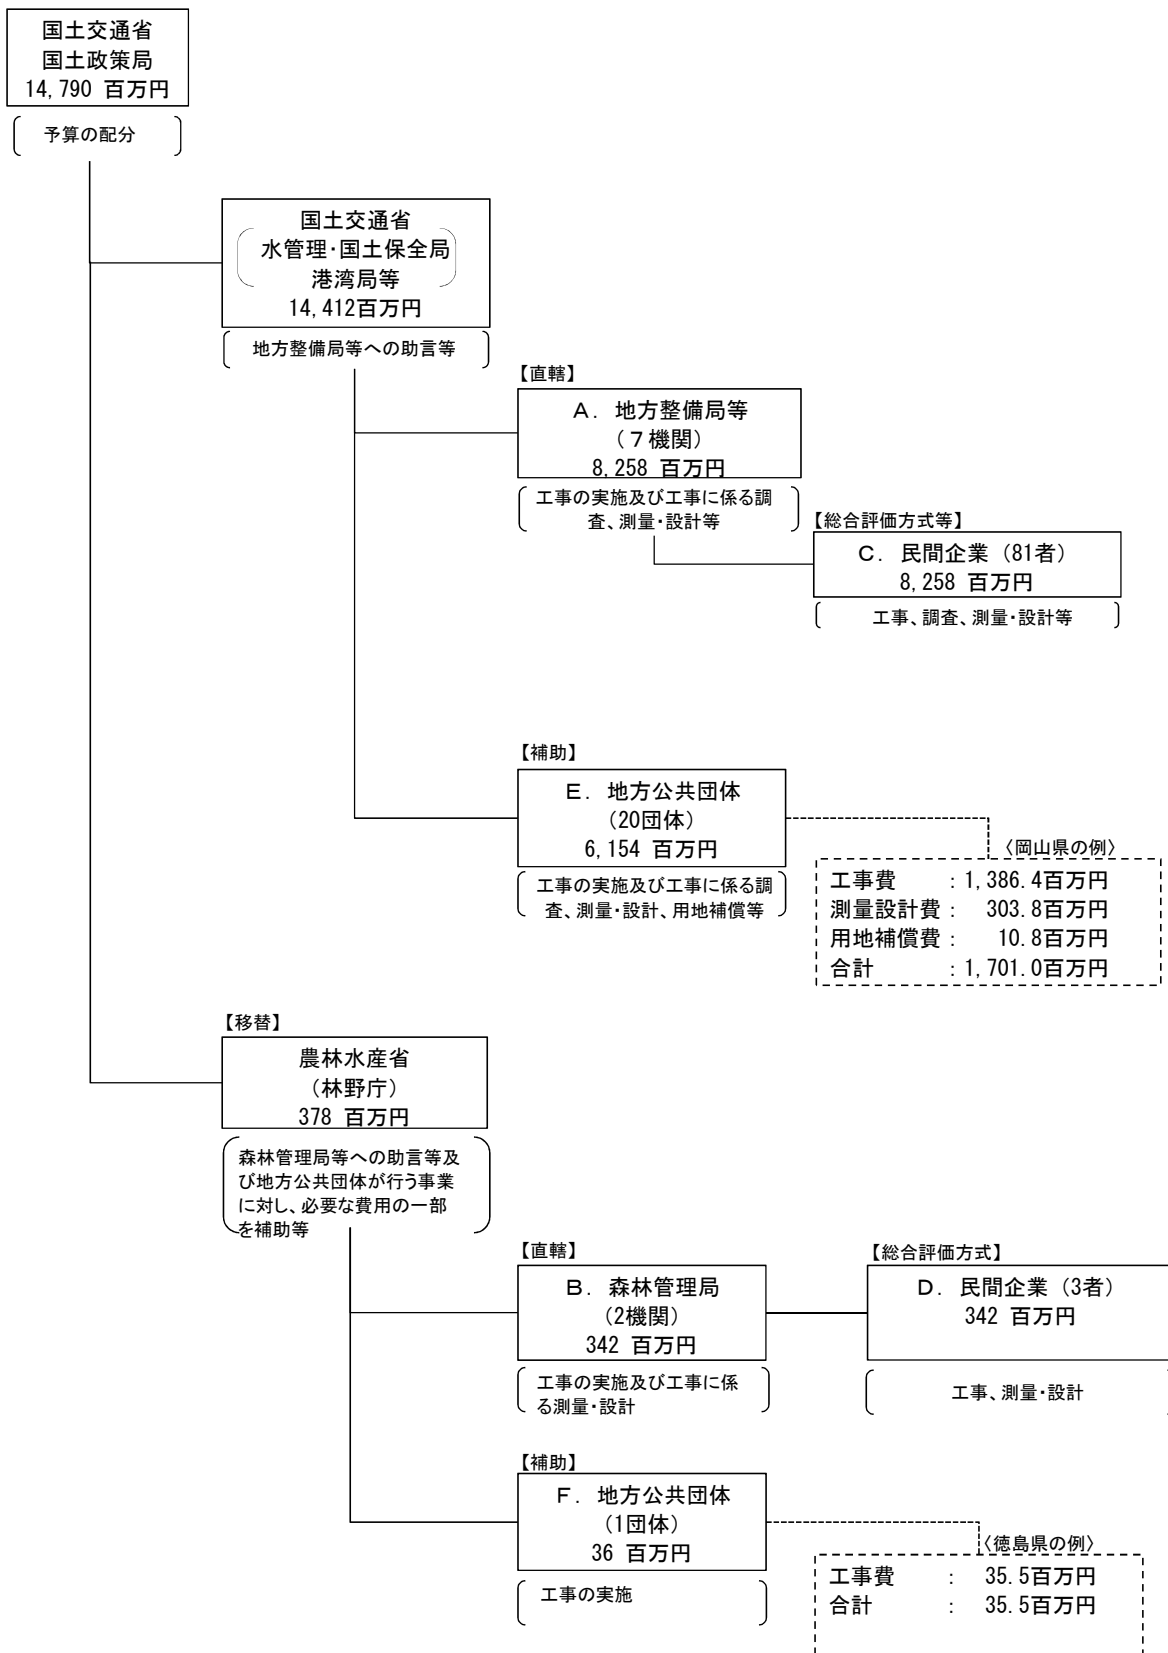 国土交通省
国土政策局
14,790 百万円
予算の配分
国土交通省
水管理・国土保全局
港湾局等
14,412百万円
地方整備局等への助言等
【直轄】
Ａ．地方整備局等
（７機関）
8,258 百万円
工事の実施及び工事に係る調
査、測量・設計等
【総合評価方式等】
Ｃ．民間企業（81者）
8,258 百万円
工事、調査、測量・設計等
【補助】
Ｅ．地方公共団体
（20団体）
6,154 百万円
工事の実施及び工事に係る調
査、測量・設計、用地補償等
〈岡山県の例〉
工事費　　：1,386.4百万円
測量設計費：　303.8百万円
用地補償費：　10.8百万円
合計　　　：1,701.0百万円
【移替】
農林水産省
（林野庁）
378 百万円
森林管理局等への助言等及
び地方公共団体が行う事業
に対し、必要な費用の一部
を補助等
【直轄】
Ｂ．森林管理局
（2機関）
342 百万円
工事の実施及び工事に係
る測量・設計
【総合評価方式】
Ｄ．民間企業（3者）
342 百万円
工事、測量・設計
【補助】
Ｆ．地方公共団体
（1団体）
36 百万円
工事の実施
〈徳島県の例〉
工事費　　：　35.5百万円
合計　　　：　35.5百万円